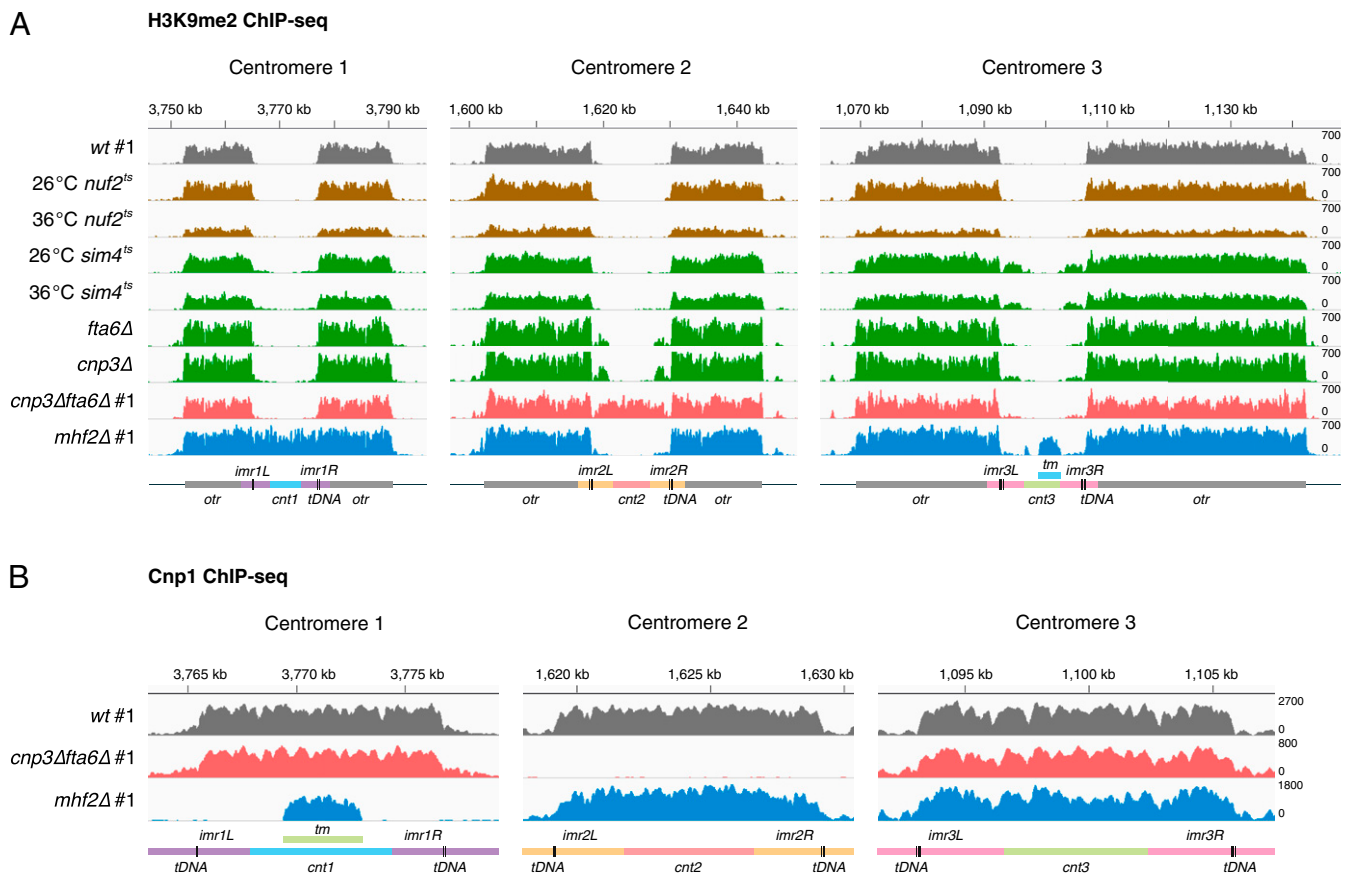 A
H3K9me2 ChIP-seq
Centromere 1
Centromere 2
Centromere 3
3,750 kb 3,770 kb 3,790 kb
1,600 kb 1,620 kb 1,640 kb
1,070 kb 1,090 kb 1,110 kb 1,130 kb
wt #1 700 0
26°C nuf2ts 700 0
36°C nuf2ts 700 0
26°C sim4ts 700 0
36°C sim4ts 700 0
fta6Δ 700 0
cnp3Δ 700 0
cnp3Δfta6Δ #1 700 0
mhf2Δ #1 700 0
imr1L imr1R imr2L imr2R imr3L tm imr3R
otr cnt1 tDNA otr otr cnt2 tDNA otr otr cnt3 tDNA otr
B
Cnp1 ChIP-seq
Centromere 1
Centromere 2
Centromere 3
3,765 kb 3,770 kb 3,775 kb
1,620 kb 1,625 kb 1,630 kb
1,095 kb 1,100 kb 1,105 kb
wt #1 2700 0
cnp3Δfta6Δ #1 800 0
mhf2Δ #1 1800 0
imr1L tm imr1R imr2L imr2R imr3L imr3R
tDNA cnt1 tDNA tDNA cnt2 tDNA tDNA cnt3 tDNA